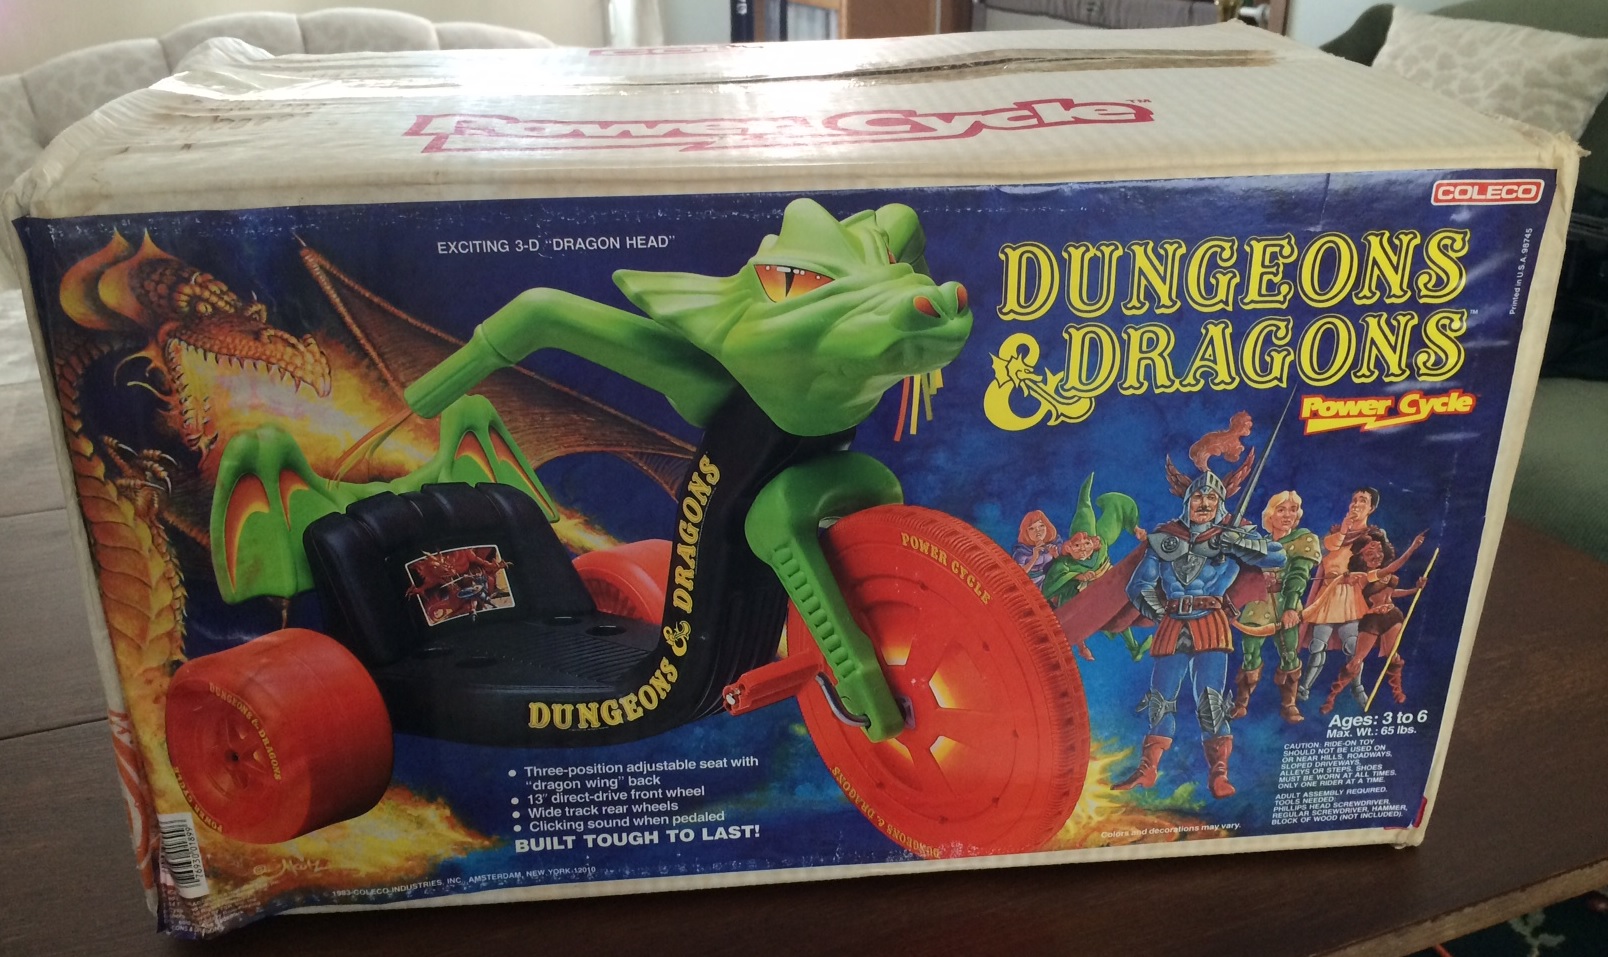 Power Cycle™
COLECO
EXCITING 3-D "DRAGON HEAD"
DUNGEONS
& DRAGONS™
Power Cycle
Printed in U.S.A. 96745
DUNGEONS & DRAGONS
POWER CYCLE
DUNGEONS & DRAGONS
DUNGEONS & DRAGONS
POWER CYCLE
• Three-position adjustable seat with
"dragon wing" back
• 13" direct-drive front wheel
• Wide track rear wheels
• Clicking sound when pedaled
BUILT TOUGH TO LAST!
Ages: 3 to 6
Max. Wt.: 65 lbs.
CAUTION: RIDE-ON TOY
SHOULD NOT BE USED ON
OR NEAR HILLS, ROADWAYS,
SLOPED DRIVEWAYS,
ALLEYS OR STEPS. SHOES
MUST BE WORN AT ALL TIMES.
ONLY ONE RIDER AT A TIME.
ADULT ASSEMBLY REQUIRED.
TOOLS NEEDED:
PHILLIPS HEAD SCREWDRIVER,
REGULAR SCREWDRIVER, HAMMER,
BLOCK OF WOOD (NOT INCLUDED).
Colors and decorations may vary.
1983 COLECO INDUSTRIES, INC. AMSTERDAM, NEW YORK 12010